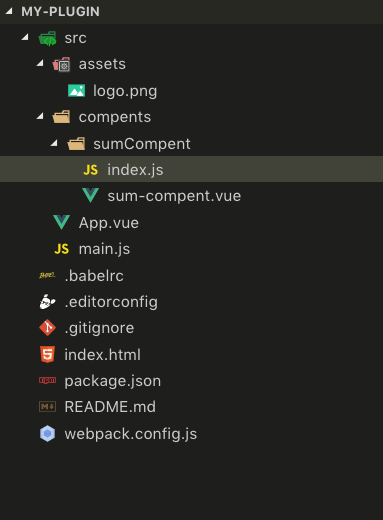 MY-PLUGIN
src
assets
logo.png
compents
sumCompent
JS index.js
sum-compent.vue
App.vue
JS main.js
.babelrc
.editorconfig
.gitignore
index.html
package.json
README.md
webpack.config.js